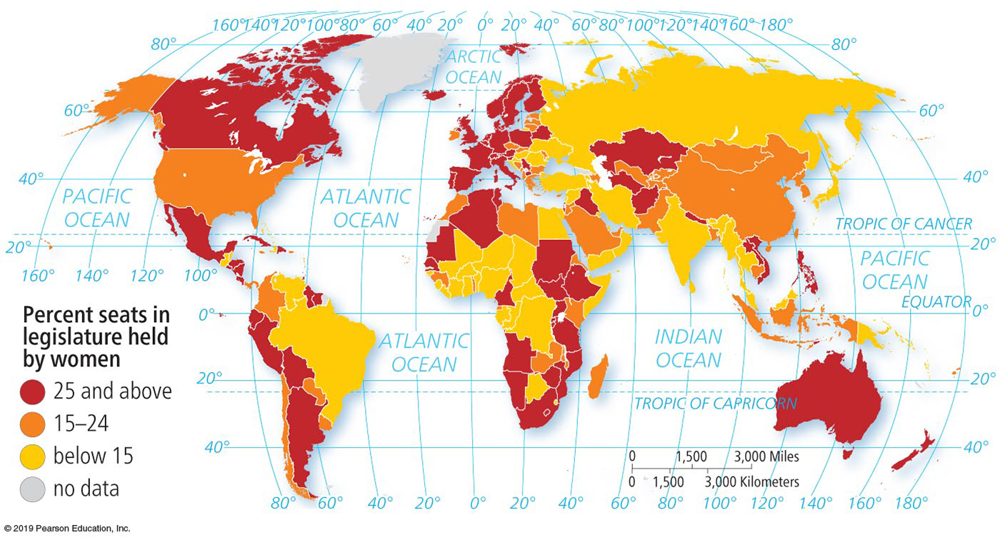 160° 140° 120° 100° 80° 60° 40° 20° 0° 20° 40° 60° 80° 100° 120° 140° 160° 180°
80° 80°
ARCTIC
OCEAN
60° 60°
40° 40°
PACIFIC
OCEAN
ATLANTIC
OCEAN
TROPIC OF CANCER
20° 20°
PACIFIC
OCEAN
160° 140° 120° 100°
EQUATOR
0° 0°
Percent seats in
legislature held
by women
25 and above
15–24
below 15
no data
ATLANTIC
OCEAN
INDIAN
OCEAN
20° 20°
TROPIC OF CAPRICORN
40° 40°
0 1,500 3,000 Miles
0 1,500 3,000 Kilometers
80° 60° 40° 20° 0° 20° 40° 60° 80° 100° 120° 140° 160° 180°
© 2019 Pearson Education, Inc.